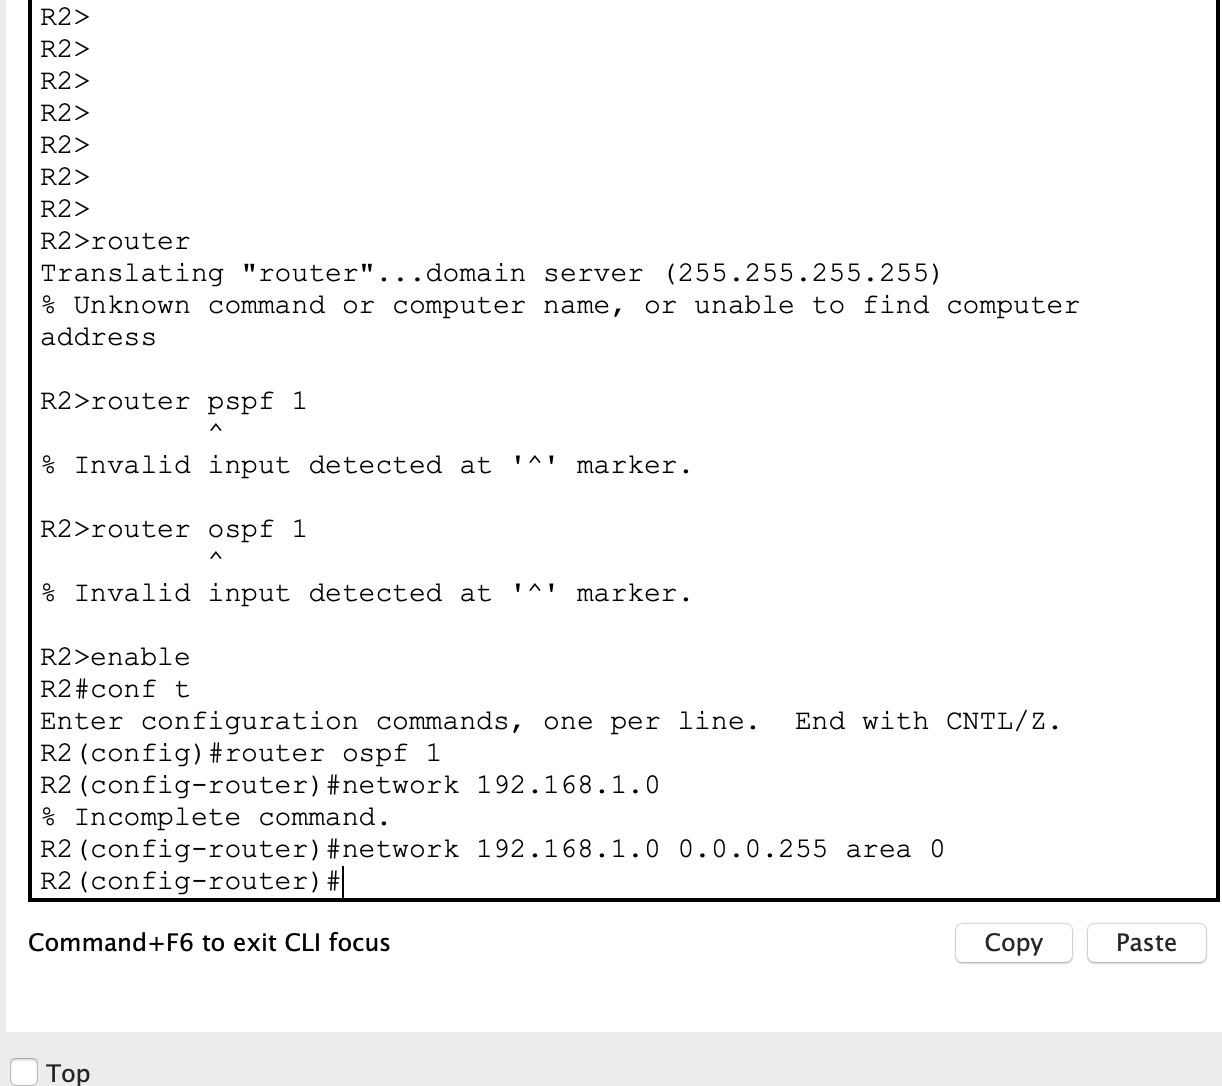 R2>
R2>
R2>
R2>
R2>
R2>
R2>
R2>router
Translating "router"...domain server (255.255.255.255)
% Unknown command or computer name, or unable to find computer
address
R2>router pspf 1
^
% Invalid input detected at '^' marker.
R2>router ospf 1
^
% Invalid input detected at '^' marker.
R2>enable
R2#conf t
Enter configuration commands, one per line.  End with CNTL/Z.
R2(config)#router ospf 1
R2(config-router)#network 192.168.1.0
% Incomplete command.
R2(config-router)#network 192.168.1.0 0.0.0.255 area 0
R2(config-router)#
Command+F6 to exit CLI focus
Copy
Paste
Top